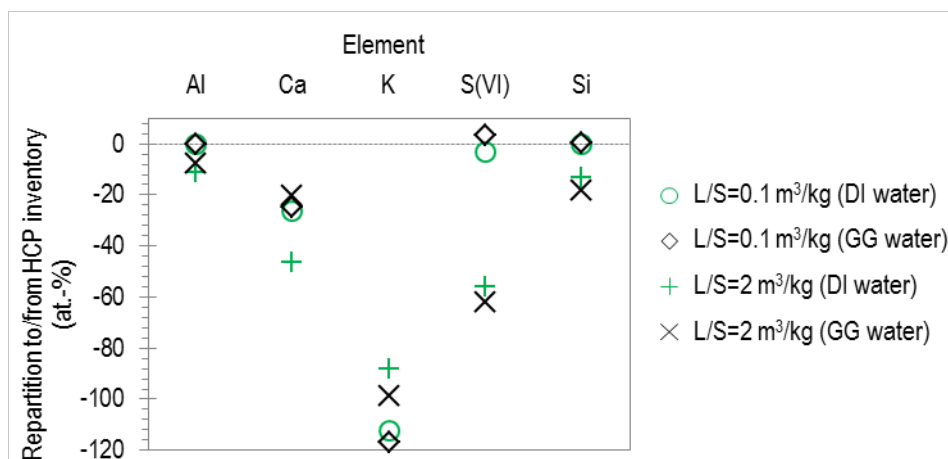 Element
Al Ca K S(VI) Si
Repartition to/from HCP inventory
(at.-%)
0
-20
-40
-60
-80
-100
-120
L/S=0.1 m³/kg (DI water)
L/S=0.1 m³/kg (GG water)
L/S=2 m³/kg (DI water)
L/S=2 m³/kg (GG water)